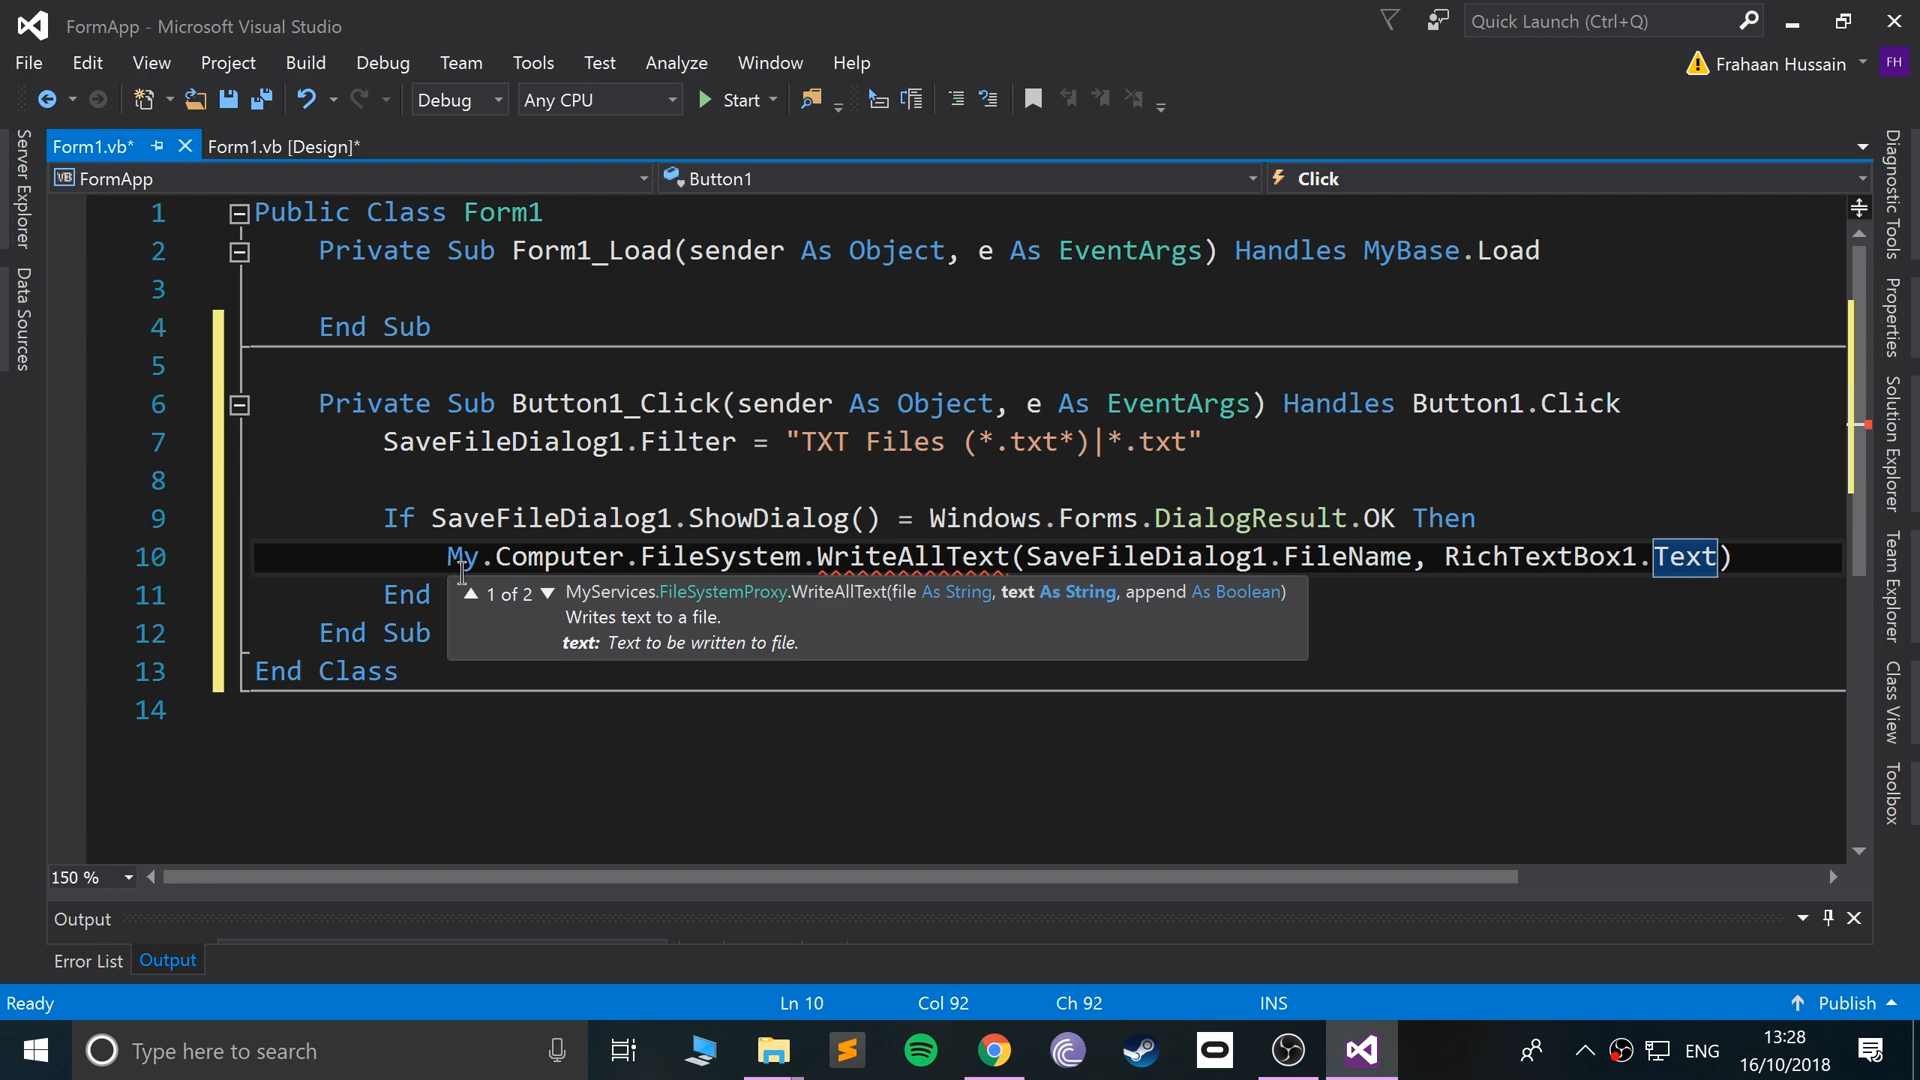 FormApp - Microsoft Visual Studio
Quick Launch (Ctrl+Q)
File Edit View Project Build Debug Team Tools Test Analyze Window Help
Frahaan Hussain FH
Debug Any CPU Start
Form1.vb* Form1.vb [Design]*
VB FormApp Button1 Click
1 Public Class Form1
2 Private Sub Form1_Load(sender As Object, e As EventArgs) Handles MyBase.Load
3
4 End Sub
5
6 Private Sub Button1_Click(sender As Object, e As EventArgs) Handles Button1.Click
7 SaveFileDialog1.Filter = "TXT Files (*.txt*)|*.txt"
8
9 If SaveFileDialog1.ShowDialog() = Windows.Forms.DialogResult.OK Then
10 My.Computer.FileSystem.WriteAllText(SaveFileDialog1.FileName, RichTextBox1.Text)
11 End
1 of 2 MyServices.FileSystemProxy.WriteAllText(file As String, text As String, append As Boolean)
Writes text to a file.
text: Text to be written to file.
12 End Sub
13 End Class
14
Server Explorer
Data Sources
Diagnostic Tools
Properties
Solution Explorer
Team Explorer
Class View
Toolbox
150 %
Output
Error List Output
Ready Ln 10 Col 92 Ch 92 INS Publish
Type here to search
ENG
13:28
16/10/2018